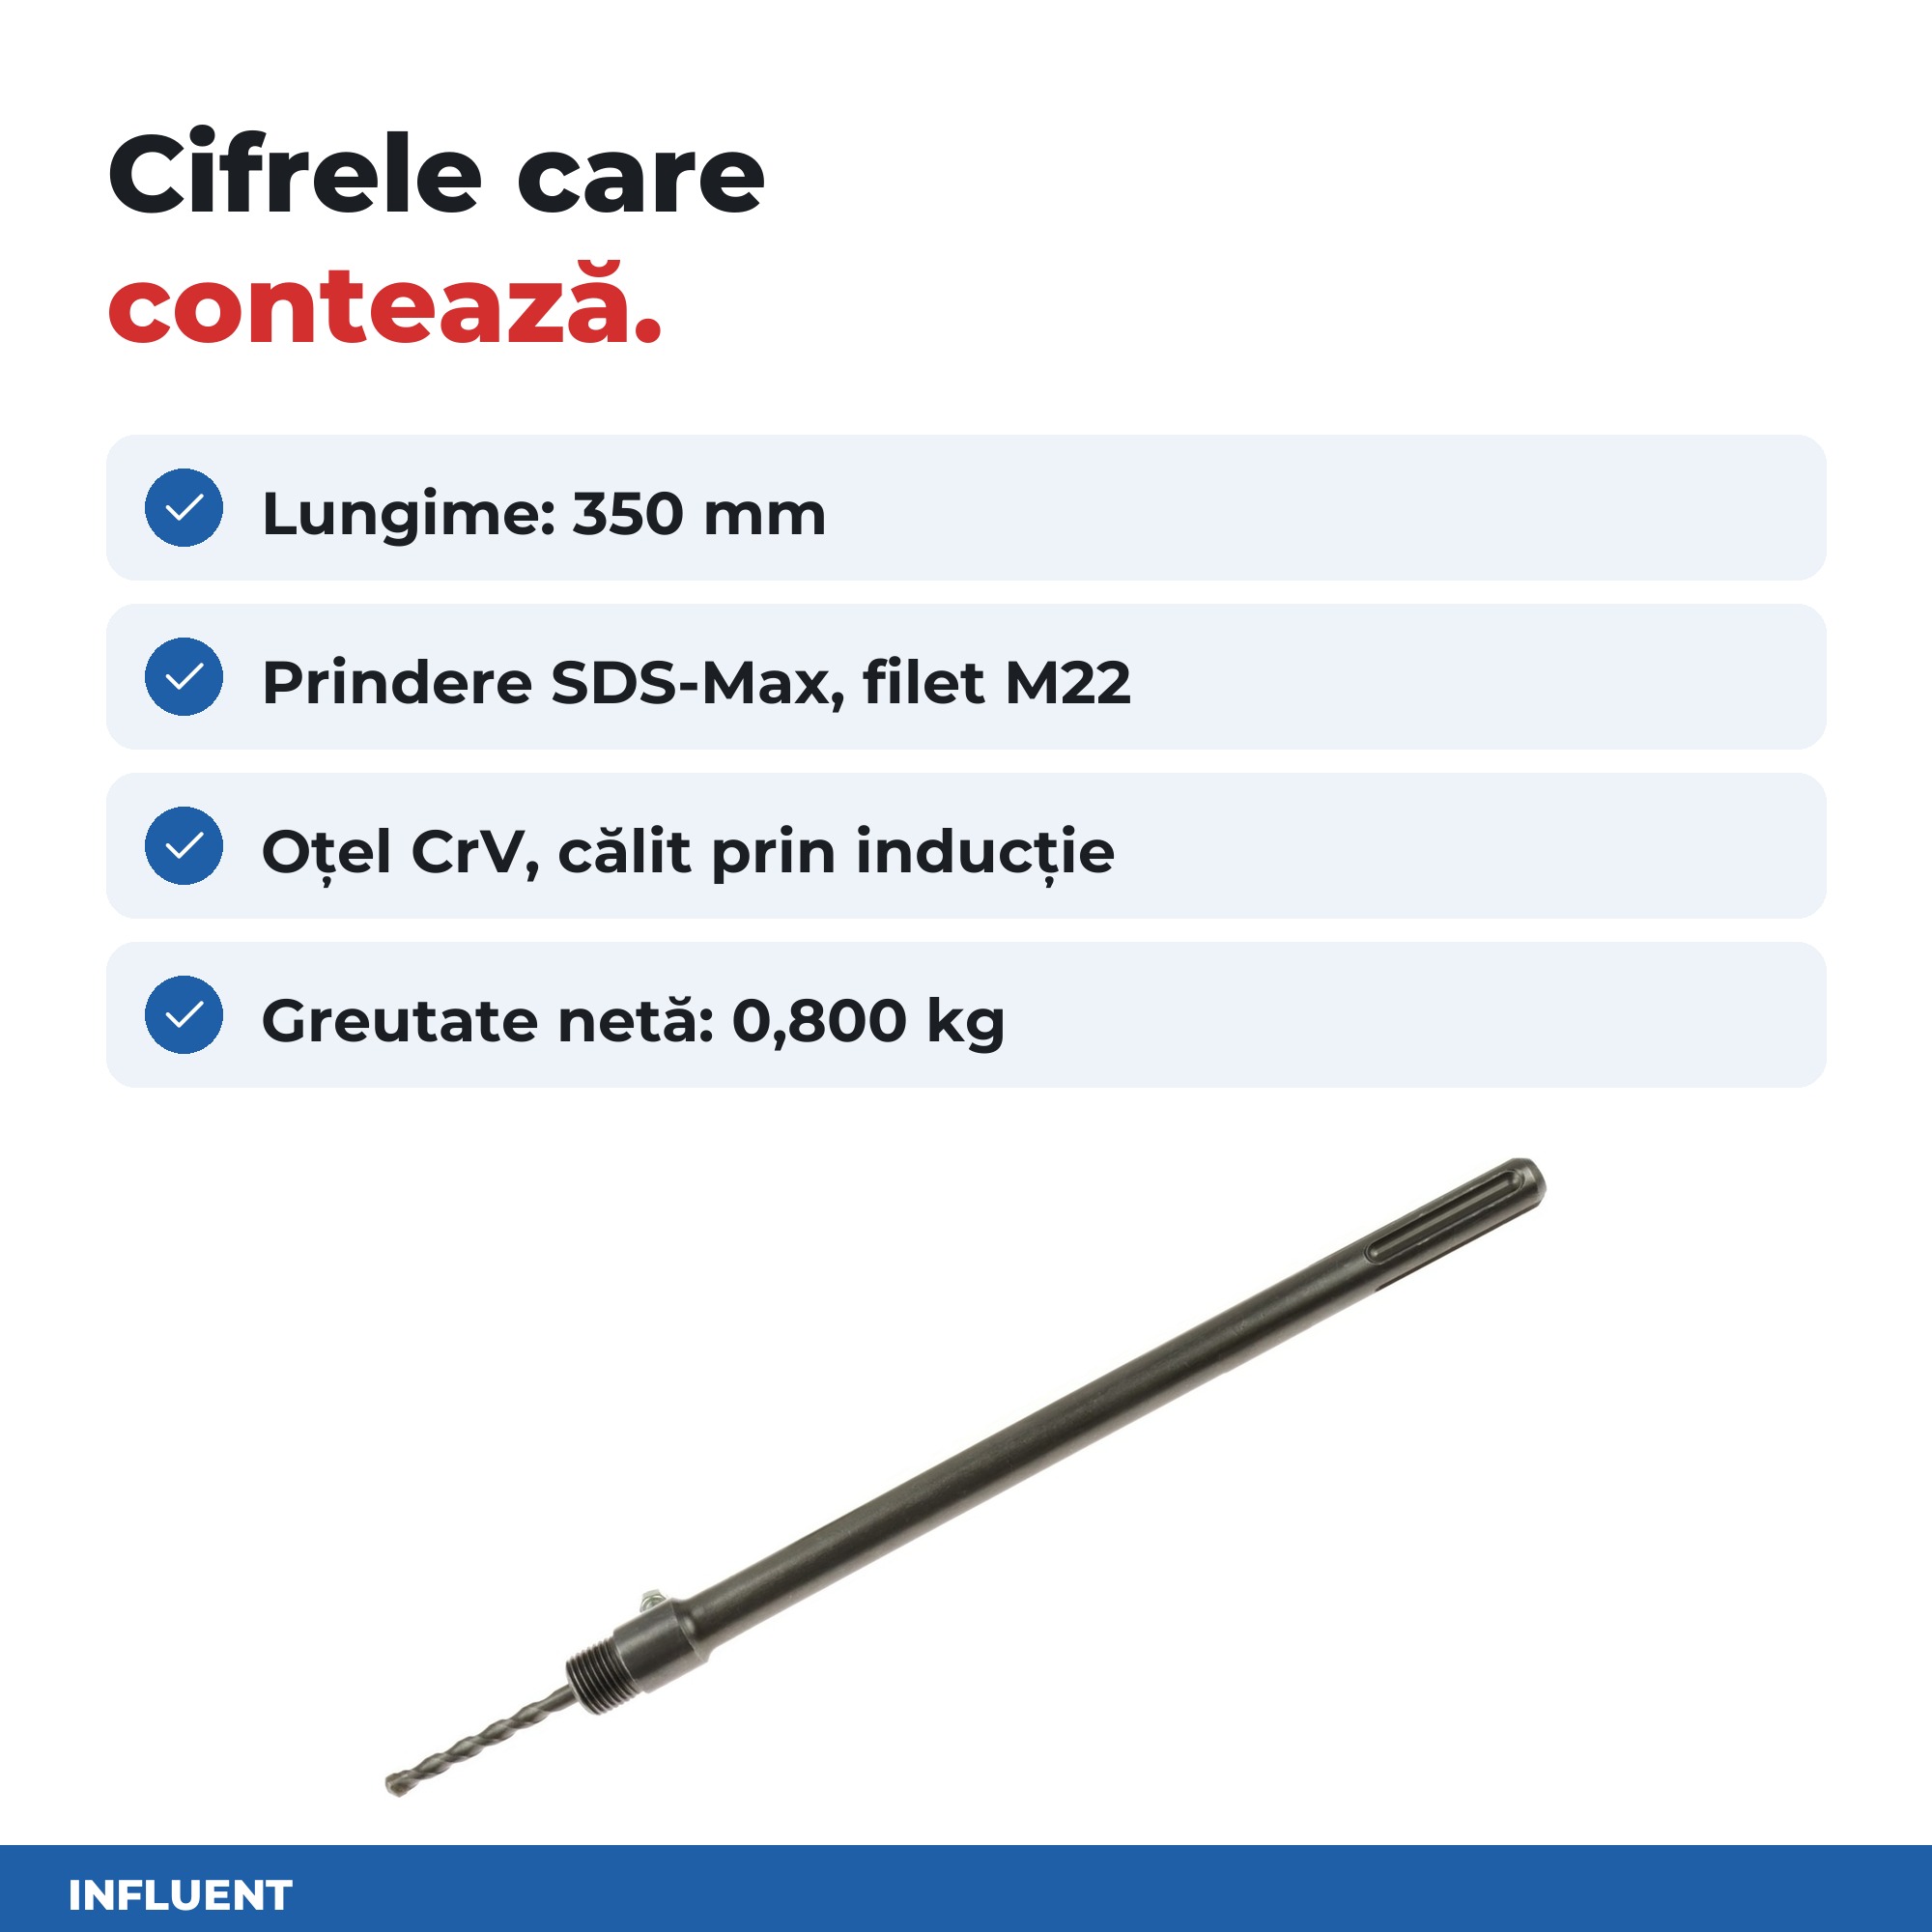 Cifrele care
contează.
Lungime: 350 mm
Prindere SDS-Max, filet M22
Oțel CrV, călit prin inducție
Greutate netă: 0,800 kg
INFLUENT